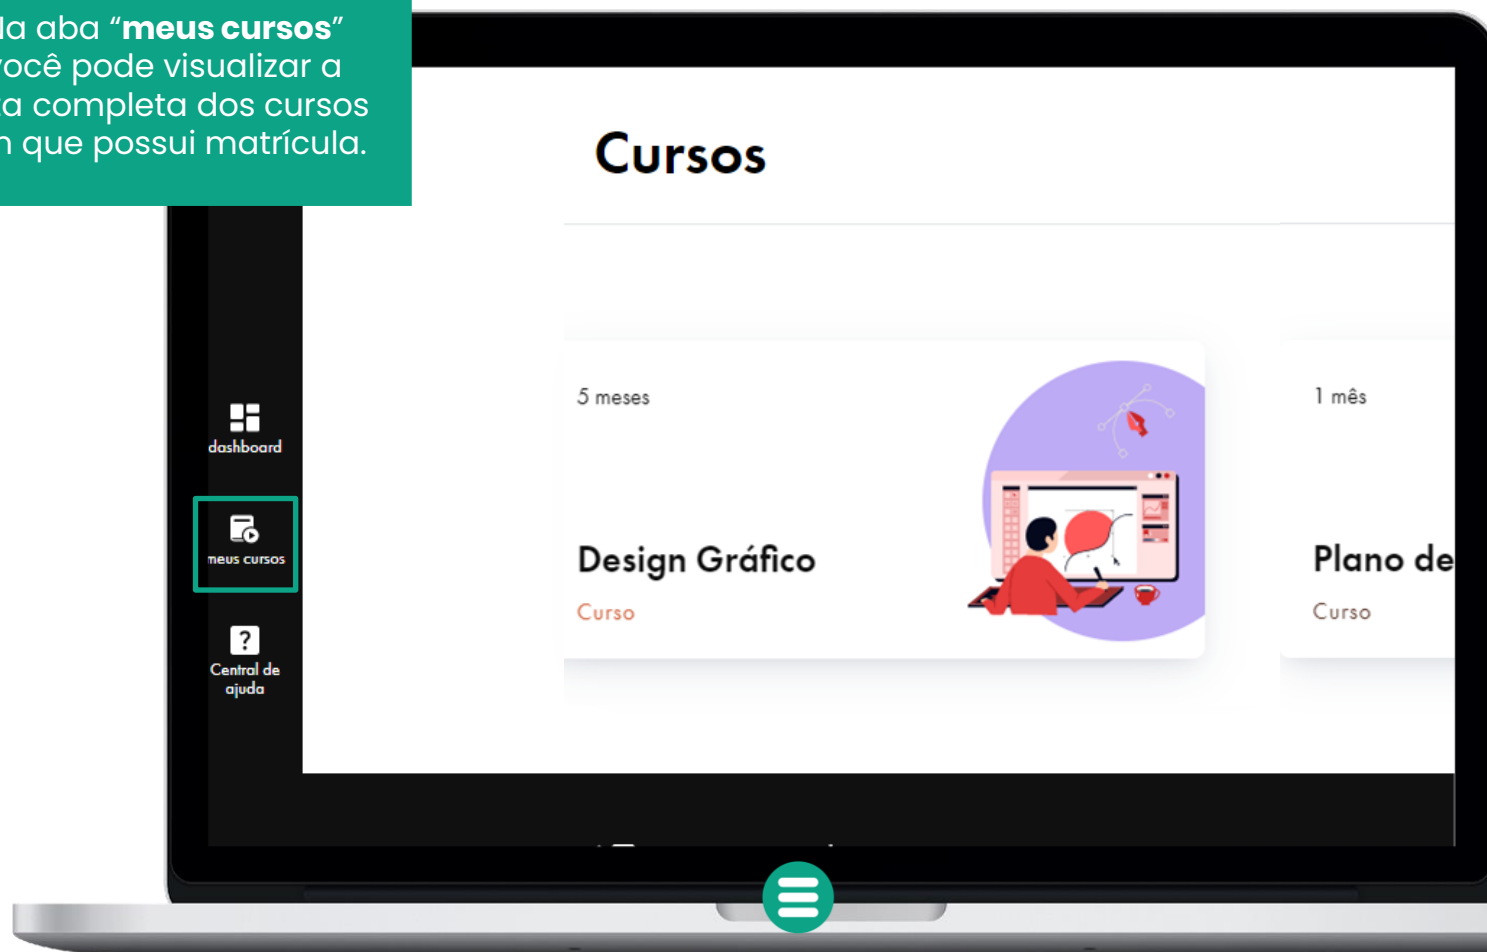 aba “meus cursos”
você pode visualizar a
completa dos cursos
que possui matrícula.
Cursos
5 meses
1 mês
dashboard
meus cursos
Design Gráfico
Plano de
Curso
Curso
?
Central de
ajuda